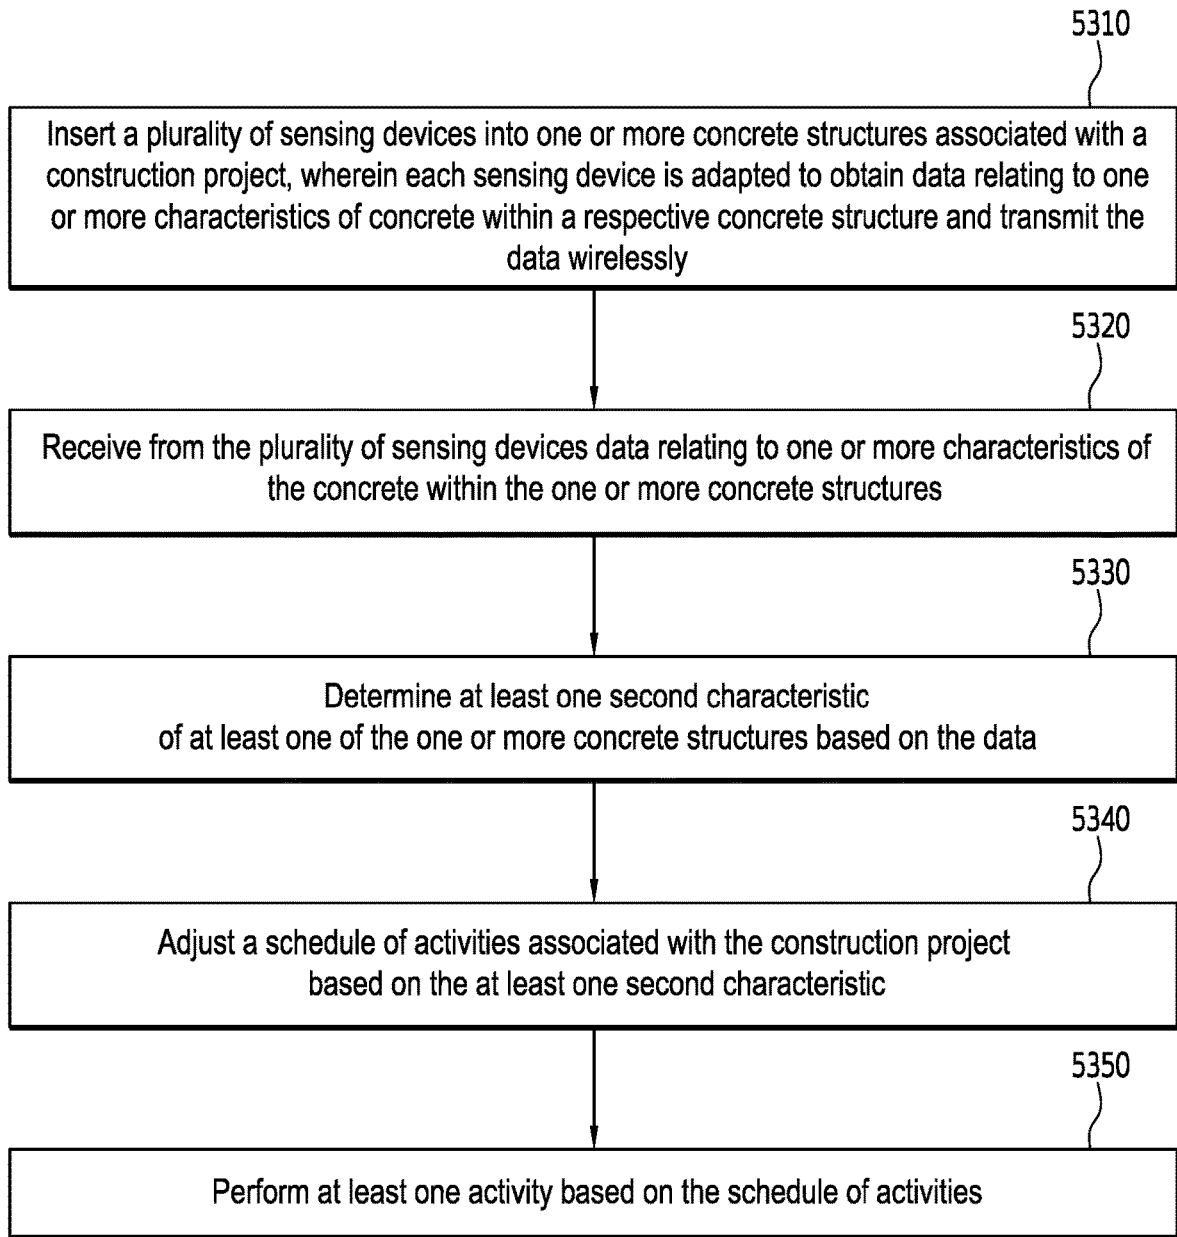 5310
Insert a plurality of sensing devices into one or more concrete structures associated with a
construction project, wherein each sensing device is adapted to obtain data relating to one
or more characteristics of concrete within a respective concrete structure and transmit the
data wirelessly
5320
Receive from the plurality of sensing devices data relating to one or more characteristics of
the concrete within the one or more concrete structures
5330
Determine at least one second characteristic
of at least one of the one or more concrete structures based on the data
5340
Adjust a schedule of activities associated with the construction project
based on the at least one second characteristic
5350
Perform at least one activity based on the schedule of activities